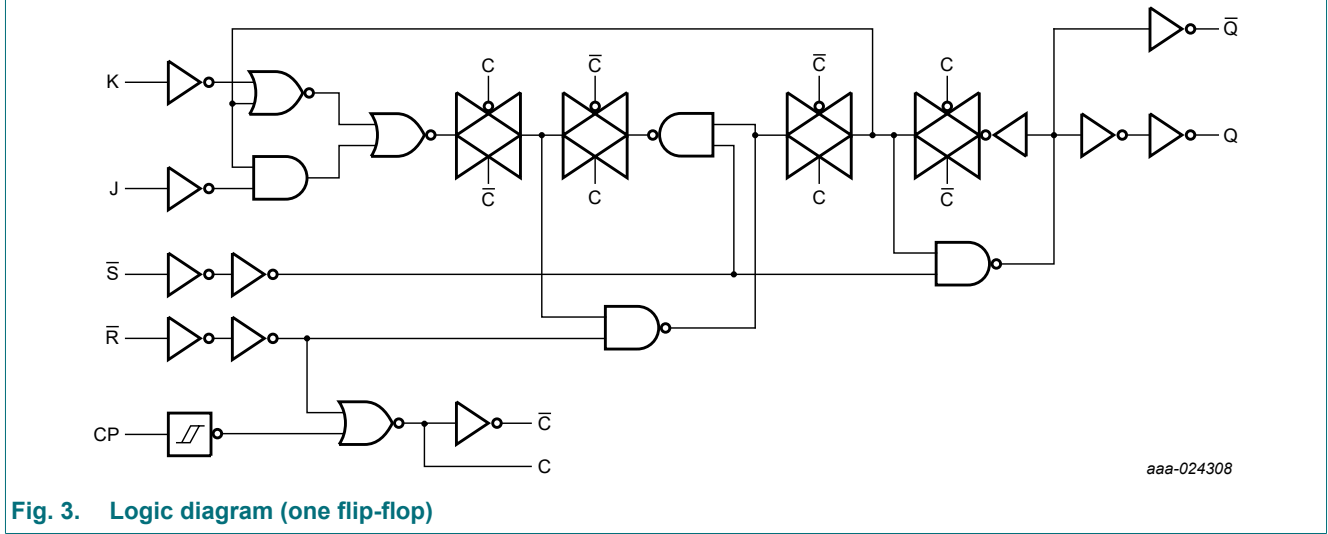 Q̅
C
C̅
C̅
C
K
Q
J
C̅
C
C
C̅
S̅
R̅
CP
C̅
C
aaa-024308
Fig. 3. Logic diagram (one flip-flop)